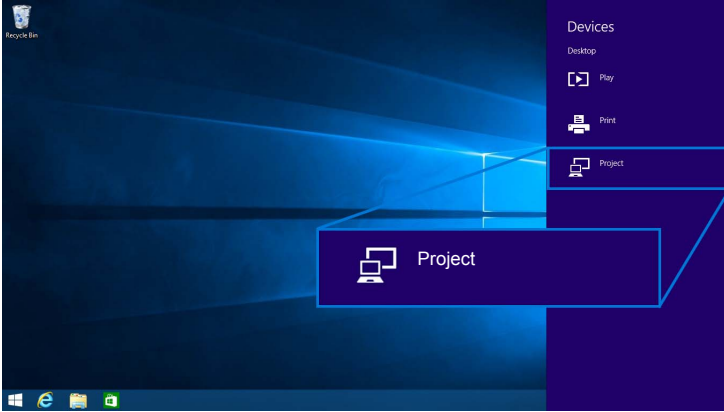 Recycle Bin
Devices
Desktop
Play
Print
Project
Project